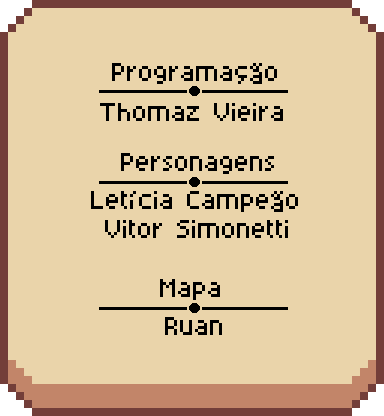 Programação
Thomaz Vieira
Personagens
Letícia Campeão
Vitor Simonetti
Mapa
Ruan